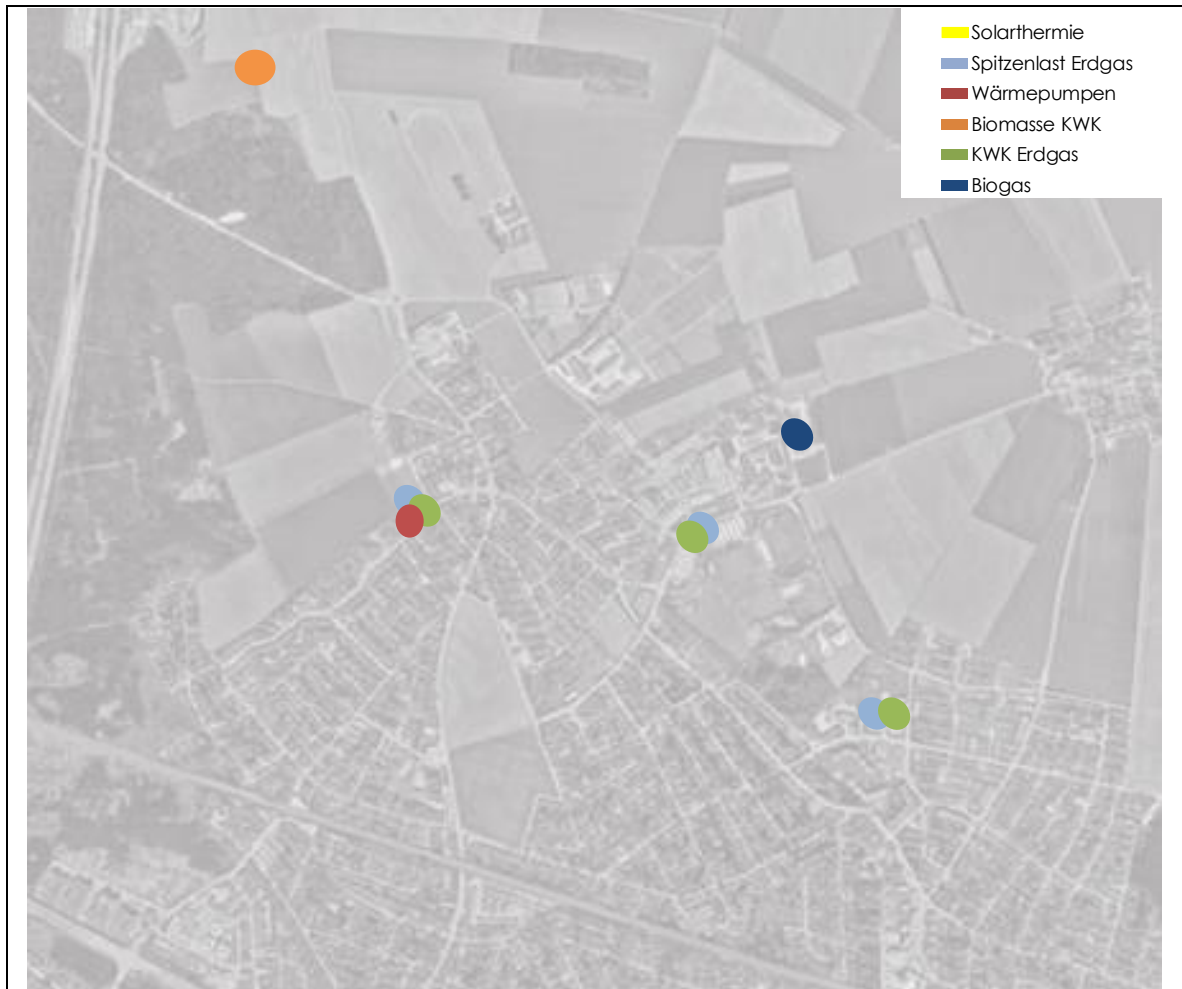 Solarthermie
Spitzenlast Erdgas
Wärmepumpen
Biomasse KWK
KWK Erdgas
Biogas